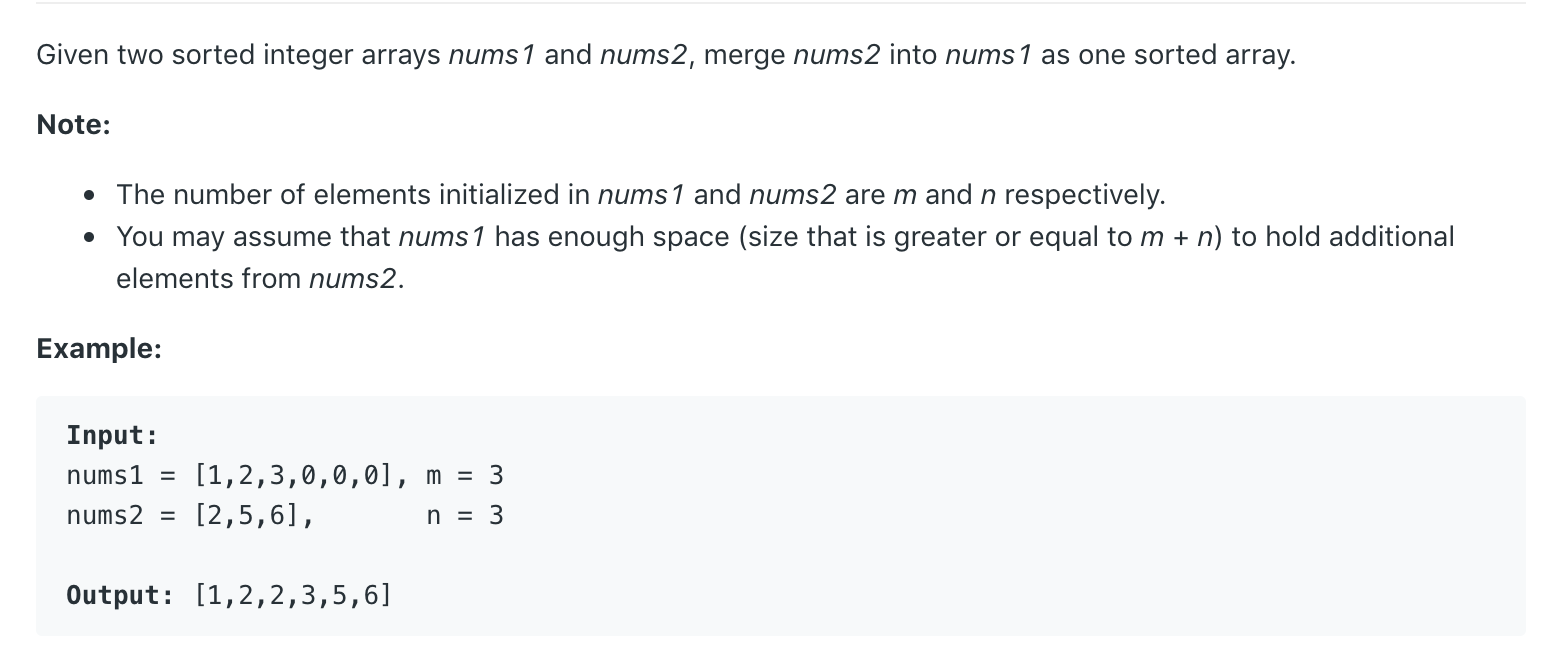 Given two sorted integer arrays nums1 and nums2, merge nums2 into nums1 as one sorted array.
Note:
• The number of elements initialized in nums1 and nums2 are m and n respectively.
• You may assume that nums1 has enough space (size that is greater or equal to m + n) to hold additional
elements from nums2.
Example:
Input:
nums1 = [1,2,3,0,0,0], m = 3
nums2 = [2,5,6],       n = 3
Output: [1,2,2,3,5,6]